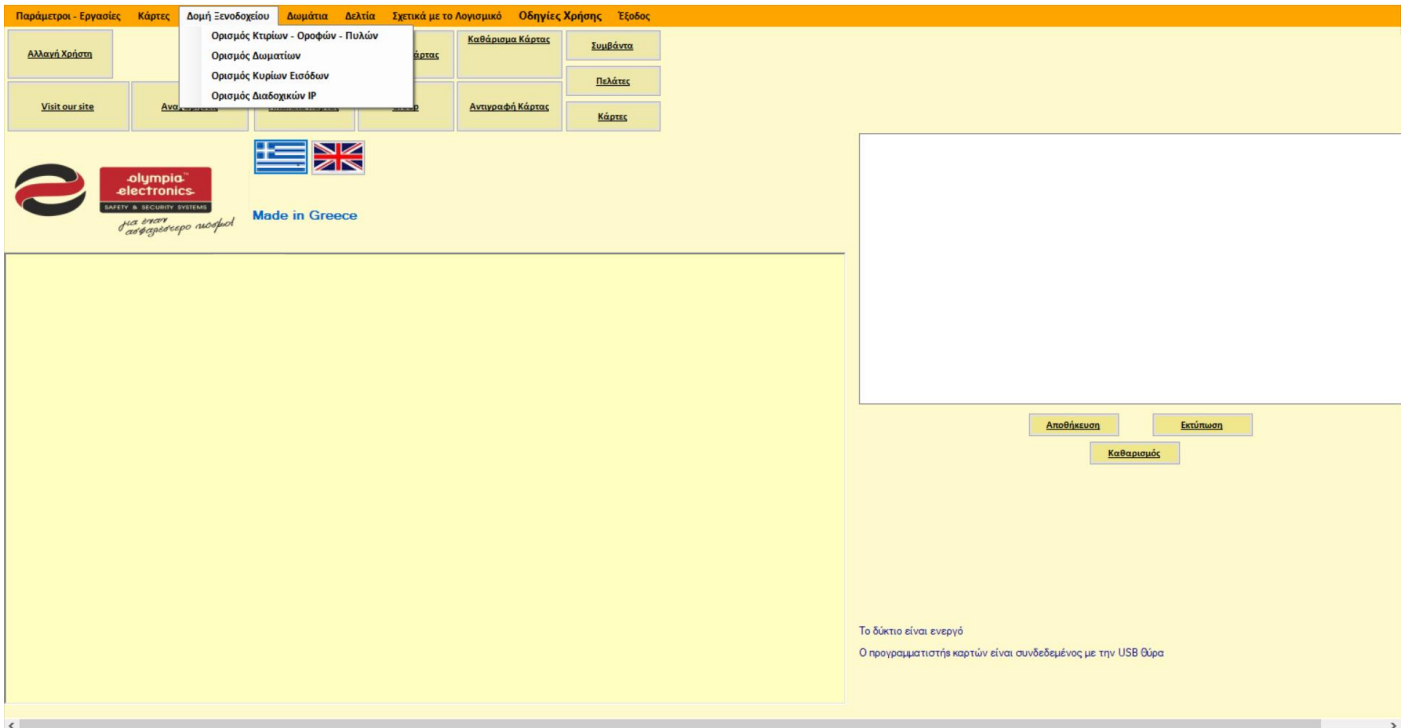 Παράμετροι - Εργασίες Κάρτες Δομή Ξενοδοχείου Δωμάτια Δελτία Σχετικά με το Λογισμικό Οδηγίες Χρήσης Έξοδος
Ορισμός Κτιρίων - Οροφών - Πυλών
Ορισμός Δωματίων
Ορισμός Κυρίων Εισόδων
Ορισμός Διαδοχικών IP
Αλλαγή Χρήστη
Καθάρισμα Κάρτας
Συμβάντα
Πελάτες
Visit our site
Αντιγραφή Κάρτας
Κάρτες
olympia™
electronics
SAFETY & SECURITY SYSTEMS
για έναν
ασφαλέστερο κόσμο!
Made in Greece
Αποθήκευση Εκτύπωση
Καθαρισμός
Το δύκτιο είναι ενεργό
Ο προγραμματιστής καρτών είναι συνδεδεμένος με την USB θύρα